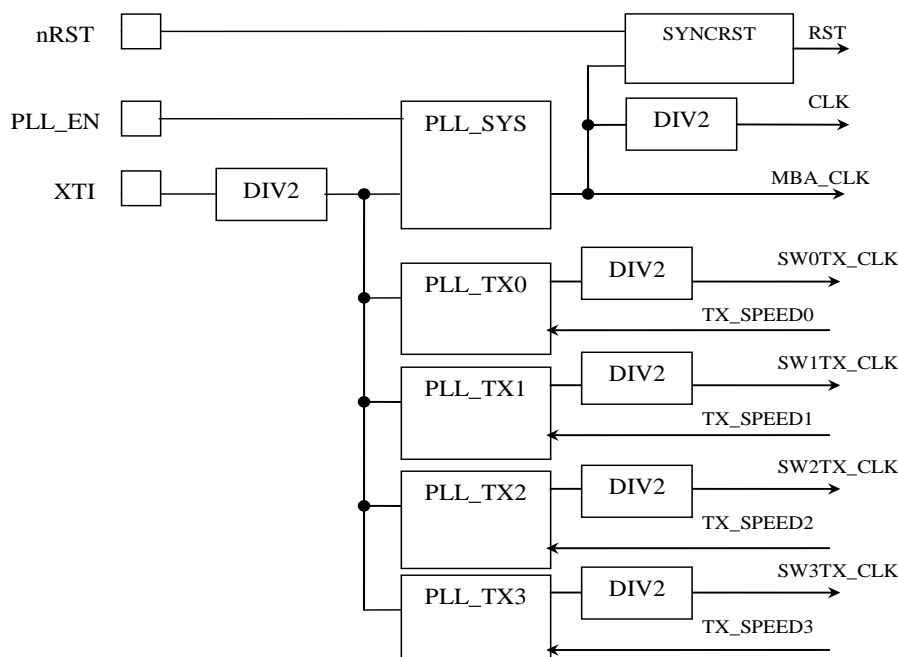 nRST
SYNCRST
RST
PLL_EN
PLL_SYS
DIV2
CLK
XTI
DIV2
MBA_CLK
PLL_TX0
DIV2
SW0TX_CLK
TX_SPEED0
PLL_TX1
DIV2
SW1TX_CLK
TX_SPEED1
PLL_TX2
DIV2
SW2TX_CLK
TX_SPEED2
PLL_TX3
DIV2
SW3TX_CLK
TX_SPEED3